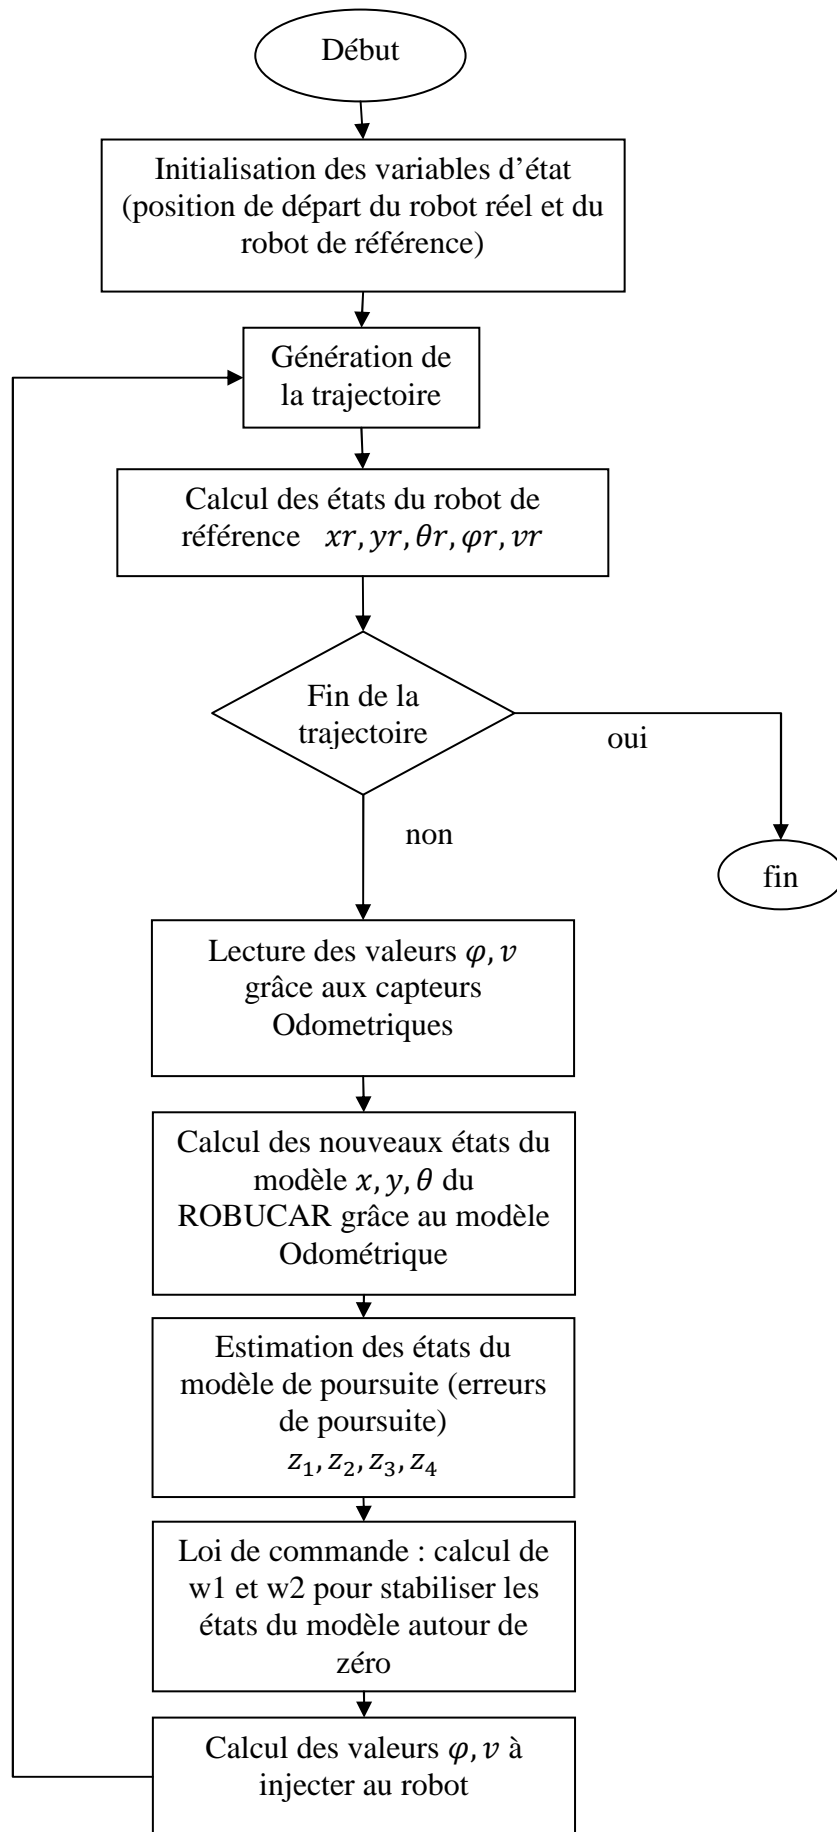 Début
Initialisation des variables d’état
(position de départ du robot réel et du
robot de référence)
Génération de
la trajectoire
Calcul des états du robot de
référence xr, yr, θr, φr, vr
Fin de la
trajectoire
oui
non
fin
Lecture des valeurs φ, v
grâce aux capteurs
Odometriques
Calcul des nouveaux états du
modèle x, y, θ du
ROBUCAR grâce au modèle
Odométrique
Estimation des états du
modèle de poursuite (erreurs
de poursuite)
z₁, z₂, z₃, z₄
Loi de commande : calcul de
w1 et w2 pour stabiliser les
états du modèle autour de
zéro
Calcul des valeurs φ, v à
injecter au robot